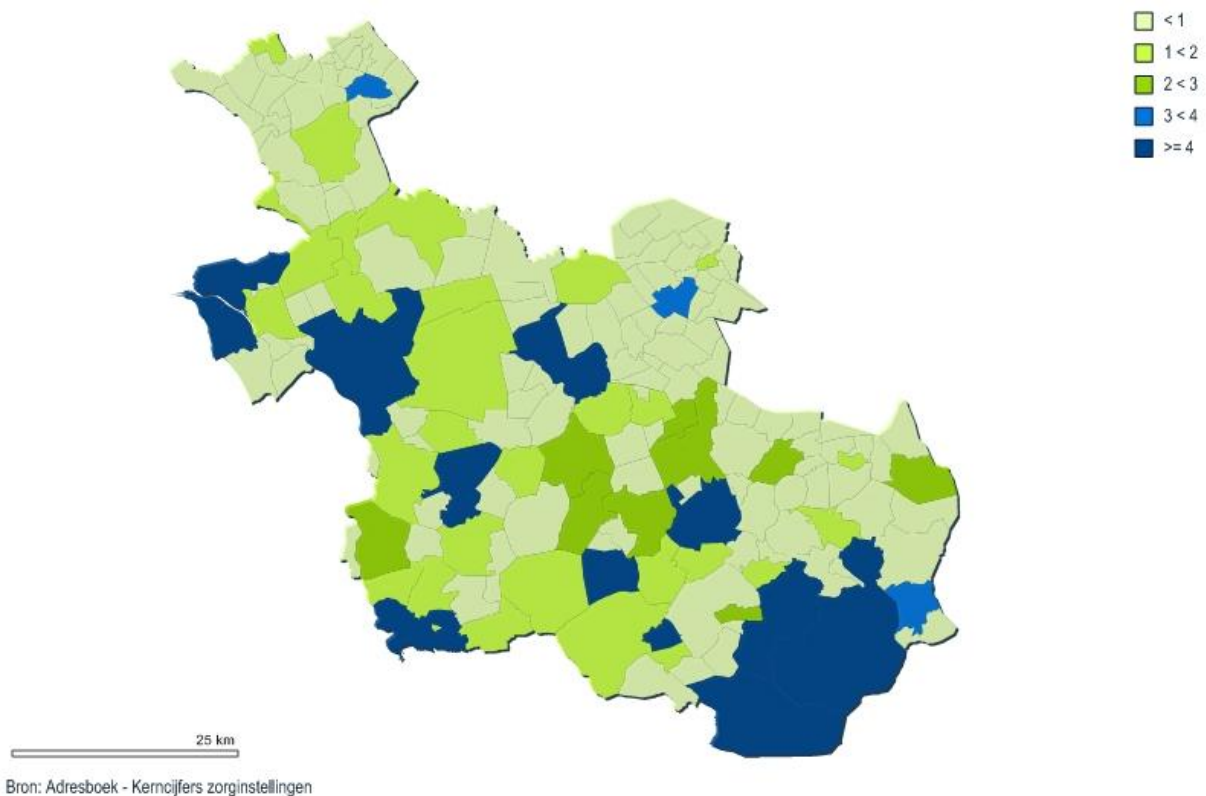 < 1
1 < 2
2 < 3
3 < 4
>= 4
25 km
Bron: Adresboek - Kerncijfers zorginstellingen